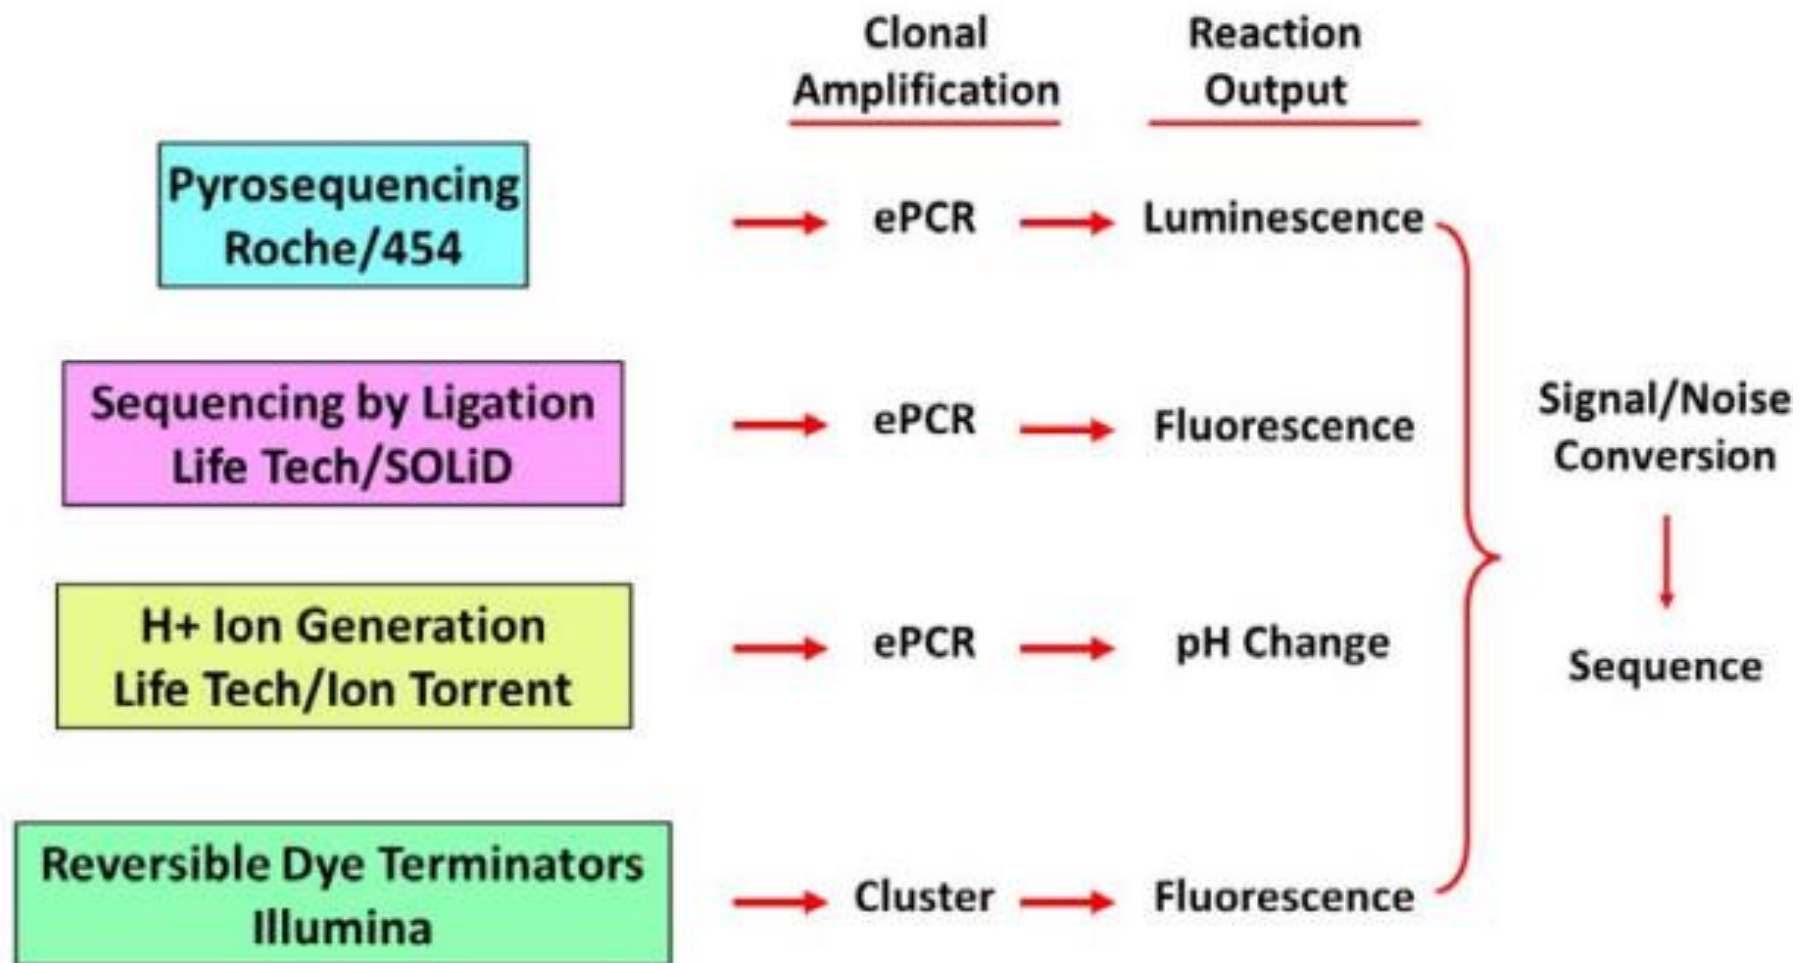 Clonal
Amplification
Reaction
Output
Pyrosequencing
Roche/454
ePCR
Luminescence
Sequencing by Ligation
Life Tech/SOLiD
ePCR
Fluorescence
Signal/Noise
Conversion
H+ Ion Generation
Life Tech/Ion Torrent
ePCR
pH Change
Sequence
Reversible Dye Terminators
Illumina
Cluster
Fluorescence